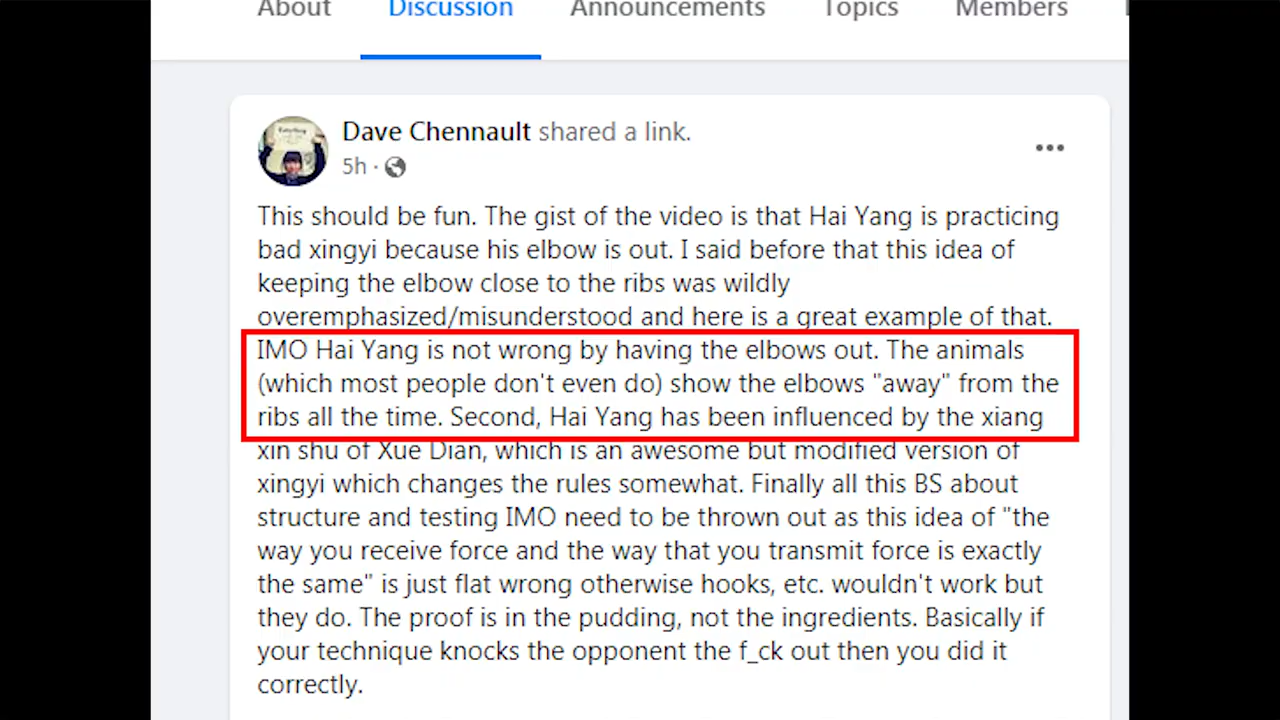 About Discussion Announcements Topics Members
Dave Chennault shared a link.
5h ·
This should be fun. The gist of the video is that Hai Yang is practicing
bad xingyi because his elbow is out. I said before that this idea of
keeping the elbow close to the ribs was wildly
overemphasized/misunderstood and here is a great example of that.
IMO Hai Yang is not wrong by having the elbows out. The animals
(which most people don't even do) show the elbows "away" from the
ribs all the time. Second, Hai Yang has been influenced by the xiang
xin shu of Xue Dian, which is an awesome but modified version of
xingyi which changes the rules somewhat. Finally all this BS about
structure and testing IMO need to be thrown out as this idea of "the
way you receive force and the way that you transmit force is exactly
the same" is just flat wrong otherwise hooks, etc. wouldn't work but
they do. The proof is in the pudding, not the ingredients. Basically if
your technique knocks the opponent the f_ck out then you did it
correctly.